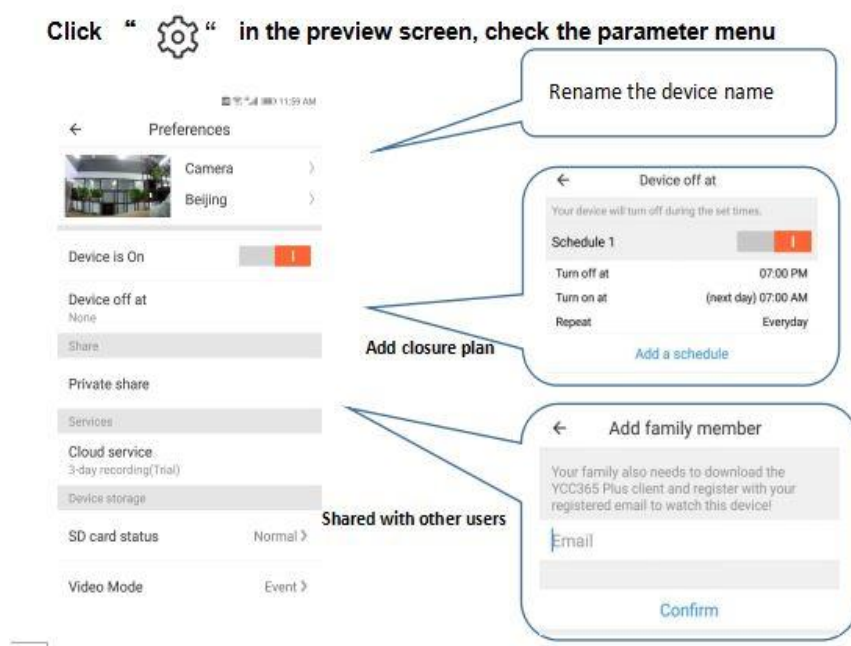 Click “ “ in the preview screen, check the parameter menu
Rename the device name
11:59 AM
← Preferences
Camera >
Beijing >
Device is On
Device off at
None
Share
Private share
Services
Cloud service
3-day recording(Trial)
Device storage
SD card status Normal >
Video Mode Event >
Add closure plan
Shared with other users
← Device off at
Your device will turn off during the set times.
Schedule 1
Turn off at 07:00 PM
Turn on at (next day) 07:00 AM
Repeat Everyday
Add a schedule
← Add family member
Your family also needs to download the
YCC365 Plus client and register with your
registered email to watch this device!
Email
Confirm